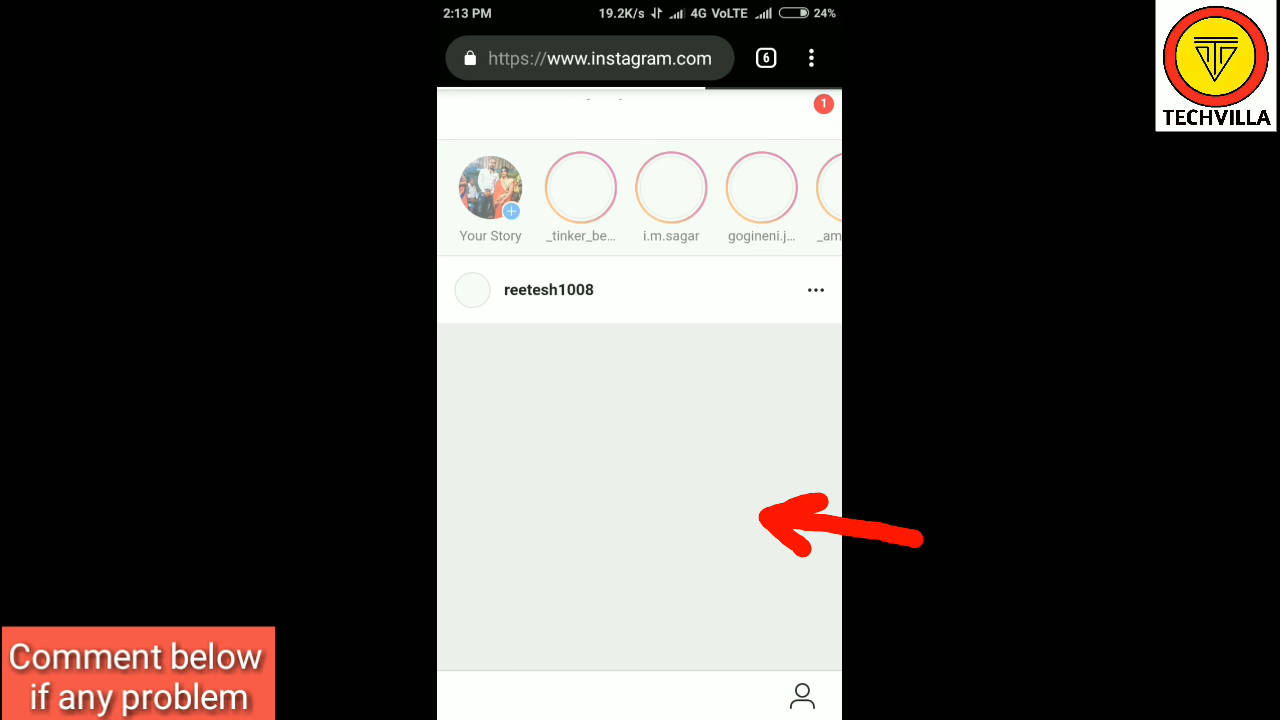 2:13 PM 19.2K/s 4G VoLTE 24%
https://www.instagram.com 6
TECHVILLA
1
Your Story _tinker_be... i.m.sagar gogineni.j... _am
reetesh1008
Comment below
if any problem